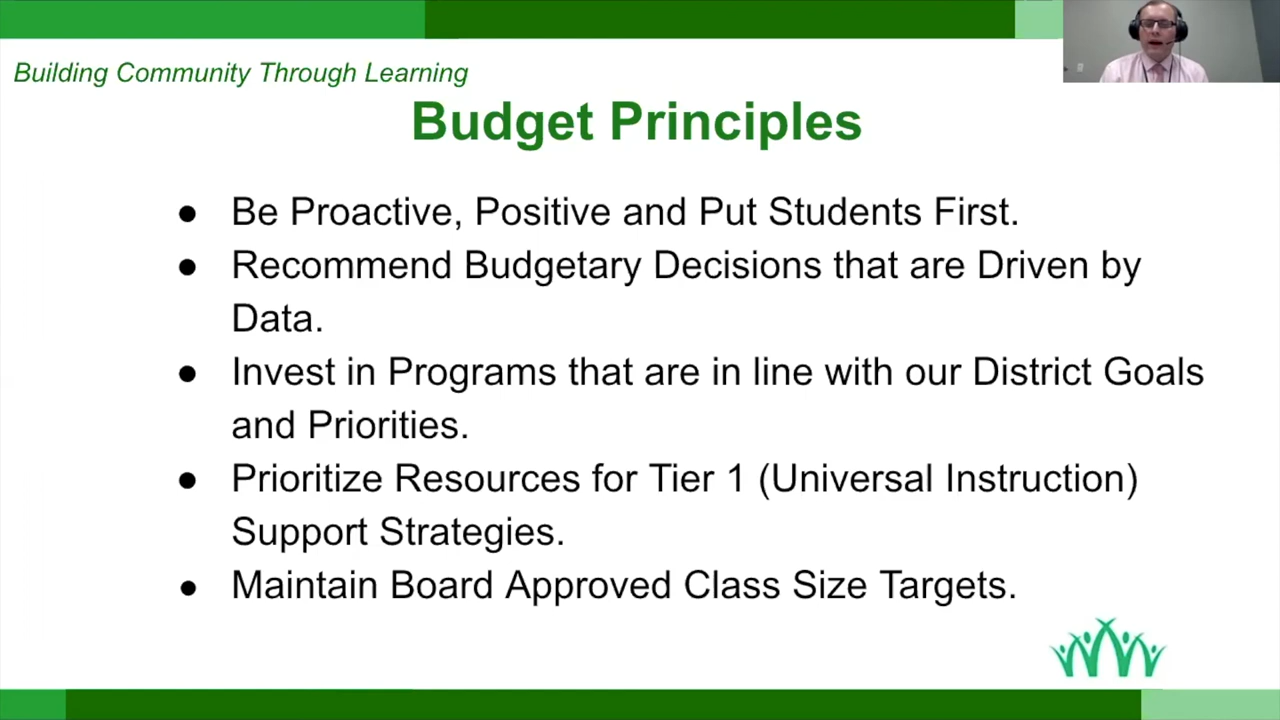 Building Community Through Learning
Budget Principles
● Be Proactive, Positive and Put Students First.
● Recommend Budgetary Decisions that are Driven by
Data.
● Invest in Programs that are in line with our District Goals
and Priorities.
● Prioritize Resources for Tier 1 (Universal Instruction)
Support Strategies.
● Maintain Board Approved Class Size Targets.